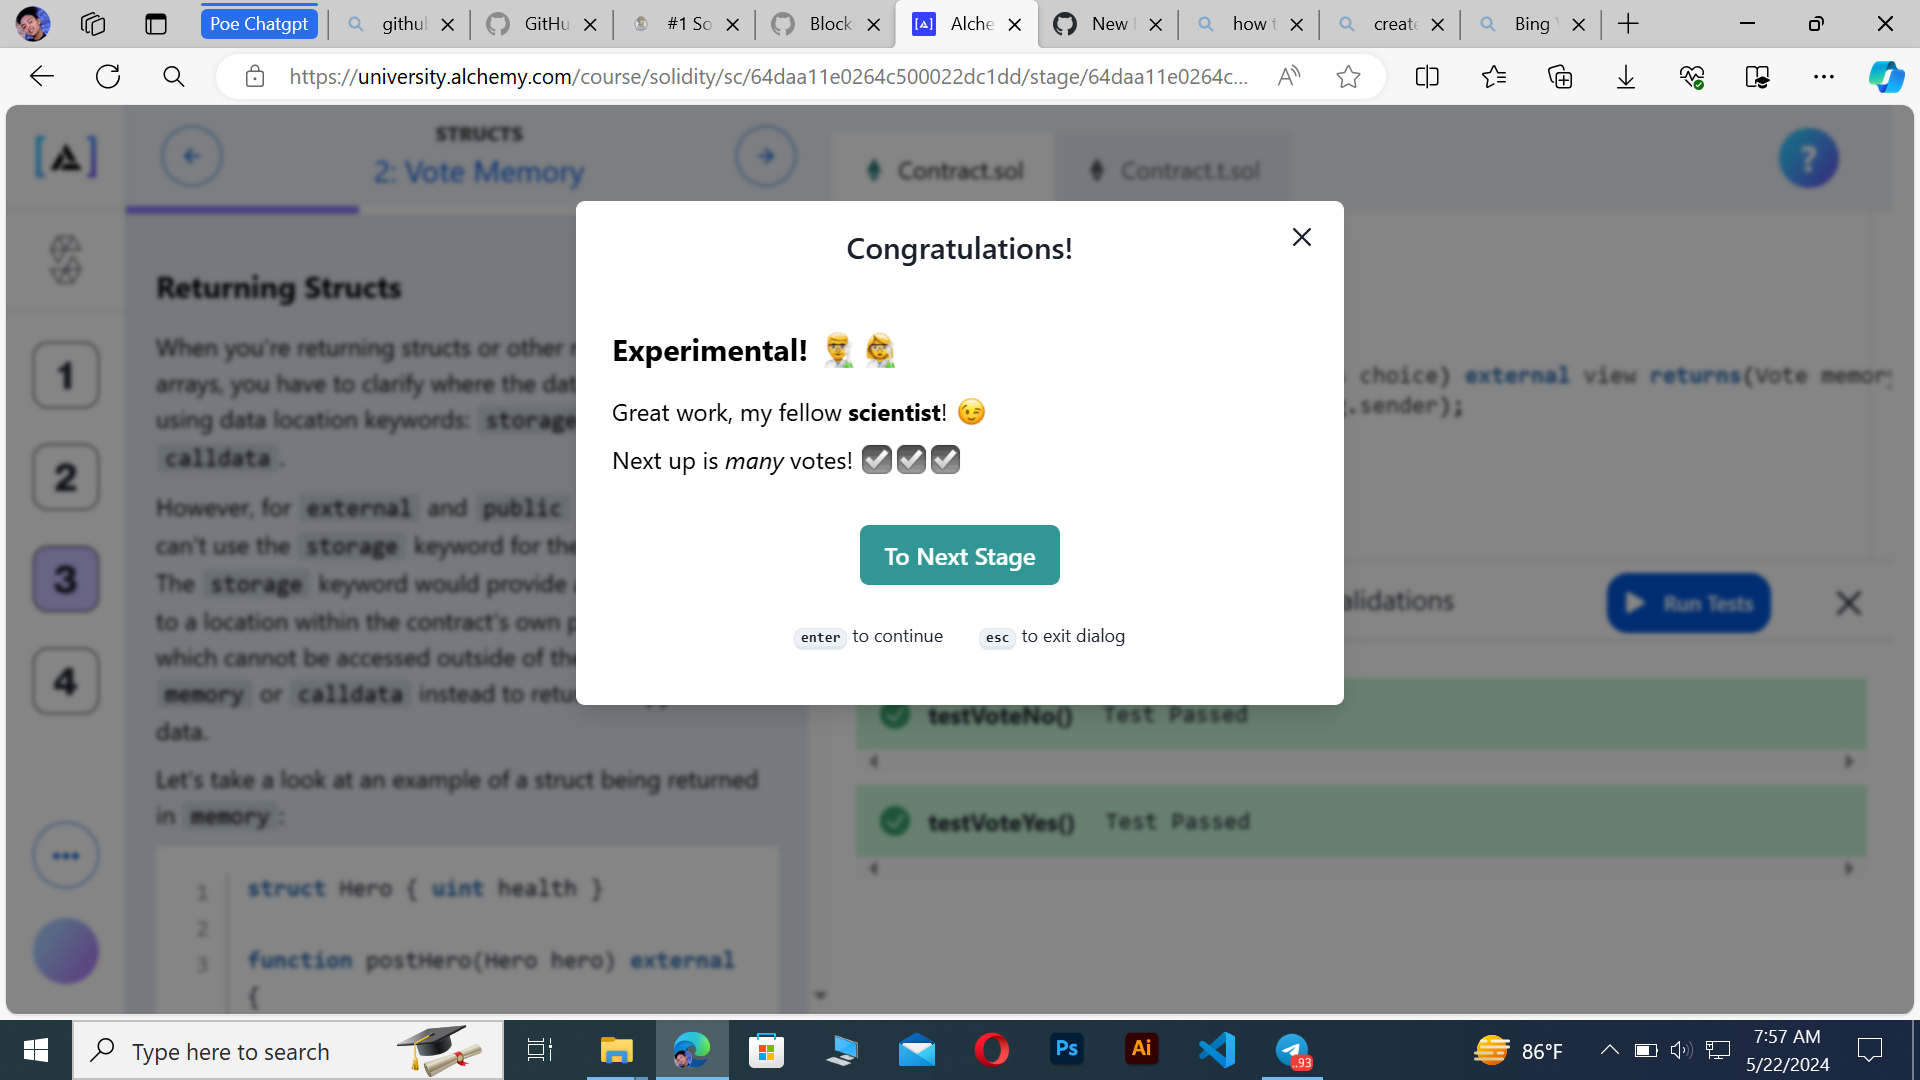 Poe Chatgpt
githul
GitHu
#1 So
Block
Alche
New
how t
create
Bing
https://university.alchemy.com/course/solidity/sc/64daa11e0264c500022dc1dd/stage/64daa11e0264c...
STRUCTS
2: Vote Memory
Contract.sol
Contract.t.sol
?
1
2
3
4
Returning Structs
When you're returning structs or other
arrays, you have to clarify where the
using data location keywords: storage
calldata.
However, for external and public
can't use the storage keyword for
The storage keyword would provide
to a location within the contract's own
which cannot be accessed outside of
memory or calldata instead to
data.
Let's take a look at an example of a struct being returned
in memory:
1 struct Hero { uint health }
2
3 function postHero(Hero hero) external
{
choice) external view returns(Vote memory
.sender);
Congratulations!
Experimental! 👨‍🔬 👩‍🔬
Great work, my fellow scientist! 😉
Next up is many votes! ☑️☑️☑️
To Next Stage
enter to continue esc to exit dialog
Run Tests
testVoteNo() Test Passed
testVoteYes() Test Passed
Type here to search
Ps
Ai
..93
86°F
7:57 AM
5/22/2024